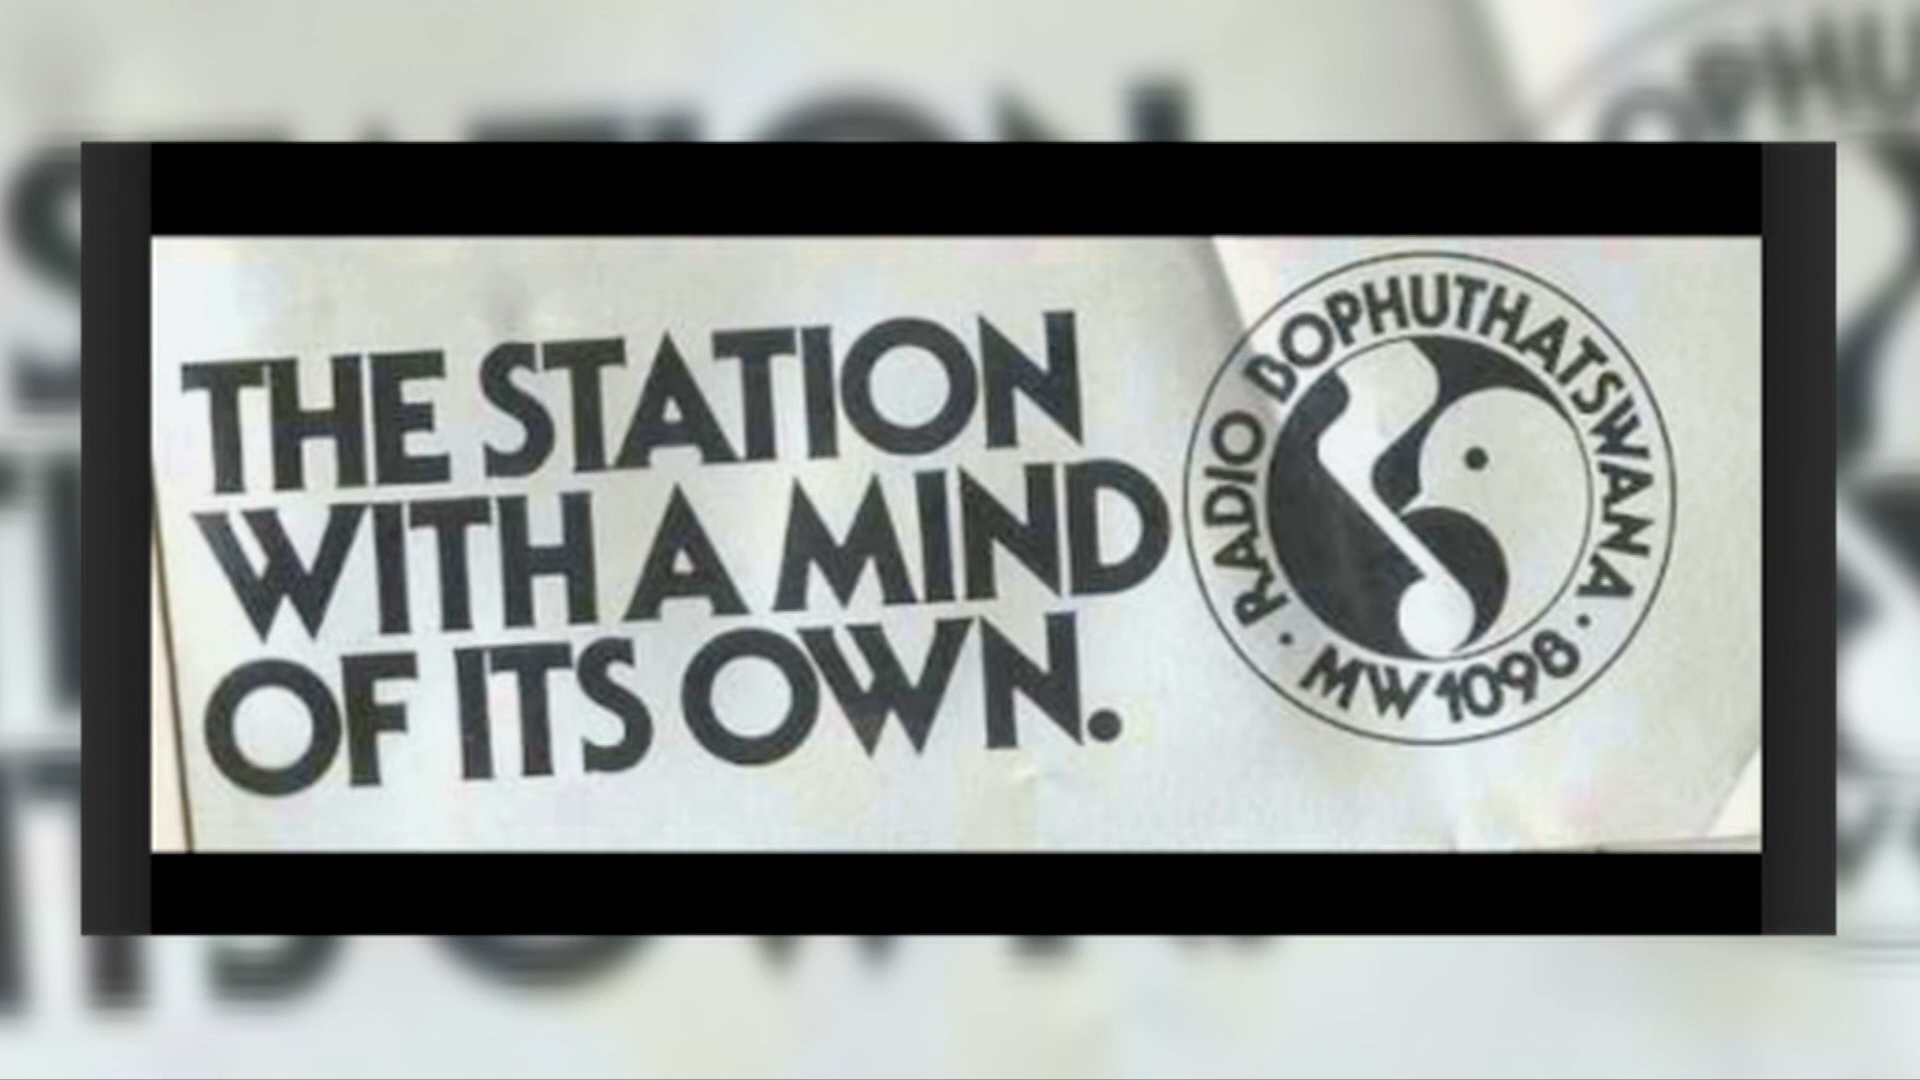 THE STATION
WITH A MIND
OF ITS OWN.
RADIO BOPHUTHATSWANA
· MW 1098 ·